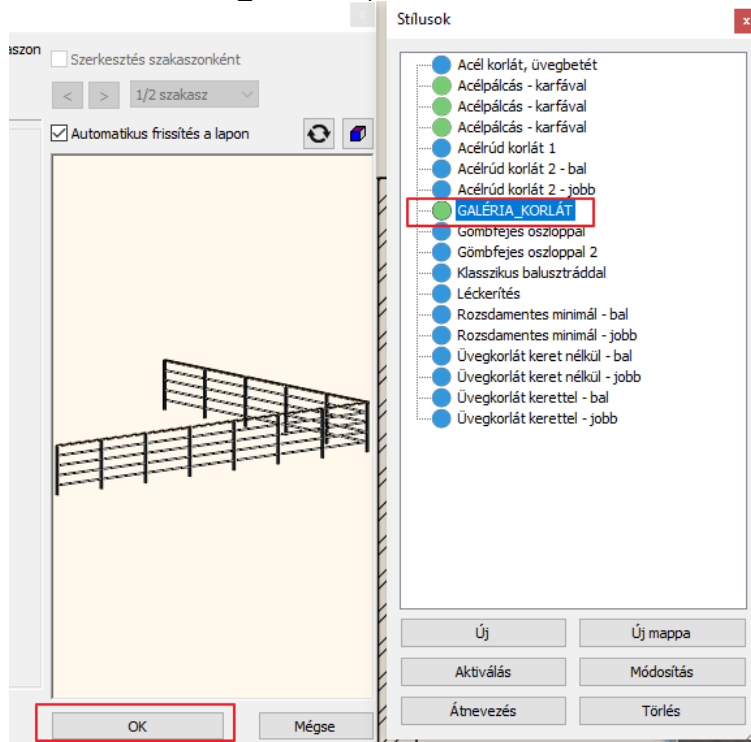 aszon
Szerkesztés szakaszonként
< > 1/2 szakasz
Automatikus frissítés a lapon
OK
Mégse
Stílusok
x
Acél korlát, üvegbetét
Acélpálcás - karfával
Acélpálcás - karfával
Acélpálcás - karfával
Acélrúd korlát 1
Acélrúd korlát 2 - bal
Acélrúd korlát 2 - jobb
GALÉRIA_KORLÁT
Gömbfejes oszloppal
Gömbfejes oszloppal 2
Klasszikus balusztráddal
Léckerítés
Rozsdamentes minimál - bal
Rozsdamentes minimál - jobb
Üvegkorlát keret nélkül - bal
Üvegkorlát keret nélkül - jobb
Üvegkorlát kerettel - bal
Üvegkorlát kerettel - jobb
Új
Új mappa
Aktiválás
Módosítás
Átnevezés
Törlés